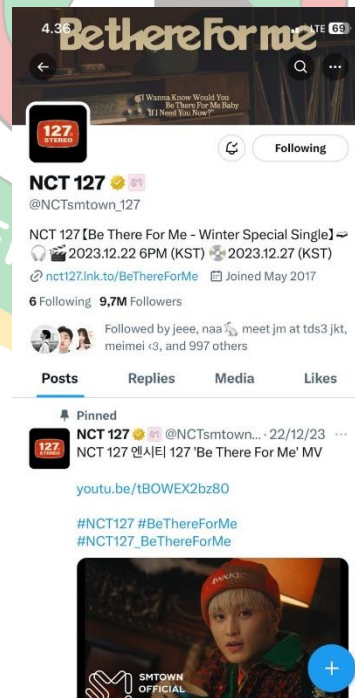 Be there For me
4.36 LTE 69
"I Wanna Know Would You
Be There For Me Baby
If I Need You Now?"
127
STEREO
Following
NCT 127
@NCTsmtown_127
NCT 127【Be There For Me - Winter Special Single】
2023.12.22 6PM (KST) 2023.12.27 (KST)
nct127.lnk.to/BeThereForMe Joined May 2017
6 Following 9,7M Followers
Followed by jeee, naa meet jm at tds3 jkt,
meimei <3, and 997 others
Posts Replies Media Likes
Pinned
NCT 127 @NCTsmtown... · 22/12/23
NCT 127 엔시티 127 'Be There For Me' MV
127
STEREO
youtu.be/tBOWEX2bz80
#NCT127 #BeThereForMe
#NCT127_BeThereForMe
SMTOWN
OFFICIAL